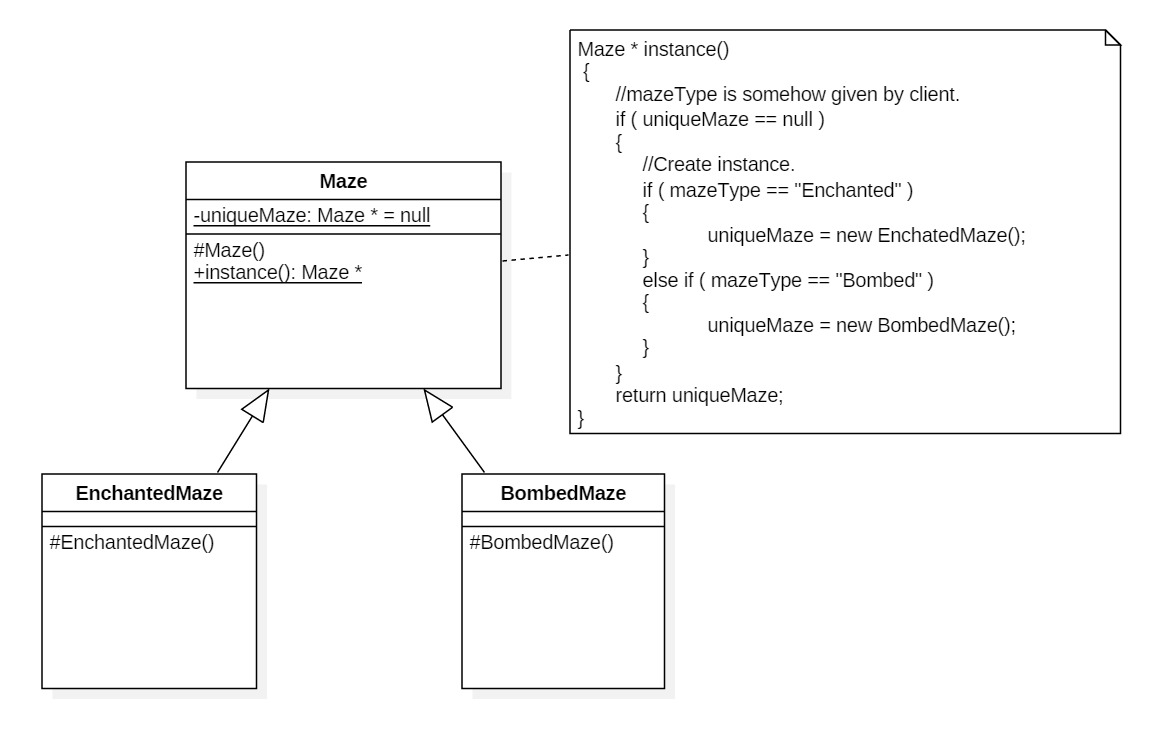 Maze * instance()
{
//mazeType is somehow given by client.
if ( uniqueMaze == null )
{
//Create instance.
if ( mazeType == "Enchanted" )
{
uniqueMaze = new EnchatedMaze();
}
else if ( mazeType == "Bombed" )
{
uniqueMaze = new BombedMaze();
}
}
return uniqueMaze;
}
Maze
-uniqueMaze: Maze * = null
#Maze()
+instance(): Maze *
EnchantedMaze
#EnchantedMaze()
BombedMaze
#BombedMaze()